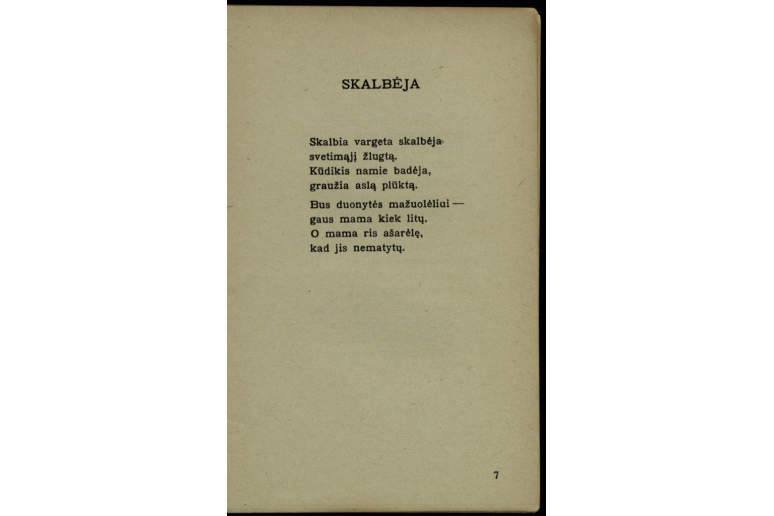 SKALBĖJA
Skalbia vargeta skalbėja
svetimąjį žlugtą.
Kūdikis namie badėja,
graužia aslą plūktą.
Bus duonytės mažuolėliui —
gaus mama kiek litų.
O mama ris ašarėlę,
kad jis nematytų.
7